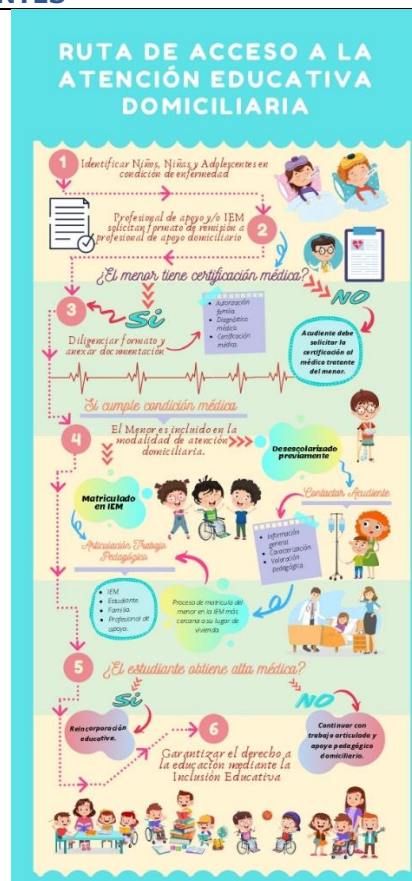 NTES
RUTA DE ACCESO A LA
ATENCIÓN EDUCATIVA
DOMICILIARIA
1
Identificar Niños, Niñas y Adolescentes en
condición de enfermedad
Profesional de apoyo y/o IEM
solicitan formato de remisión a
profesional de apoyo domiciliario
2
¿El menor tiene certificación médica?
Si
NO
3
Diligenciar formato y
anexar documentación
Autorización
familia.
Diagnóstico
médico.
Certificación
médica.
Acudiente debe
solicitar la
certificación al
médico tratante
del menor.
Si cumple condición médica
4
El Menor es incluido en la
modalidad de atención
domiciliaria.
Desescolarizado
previamente
Matriculado
en IEM
Contactar Acudiente
Información
general.
Caracterización.
Valoración
pedagógica.
Articulación Trabajo
Pedagógico
IEM
Estudiante
Familia.
Profesional de
apoyo.
Proceso de matrícula del
menor en la IEM más
cercana a su lugar de
vivienda.
5
¿El estudiante obtiene alta médica?
Si
NO
Reincorporación
educativa.
Continuar con
trabajo articulado y
apoyo pedagógico
domiciliario.
6
Garantizar el derecho a
la educación mediante la
Inclusión Educativa